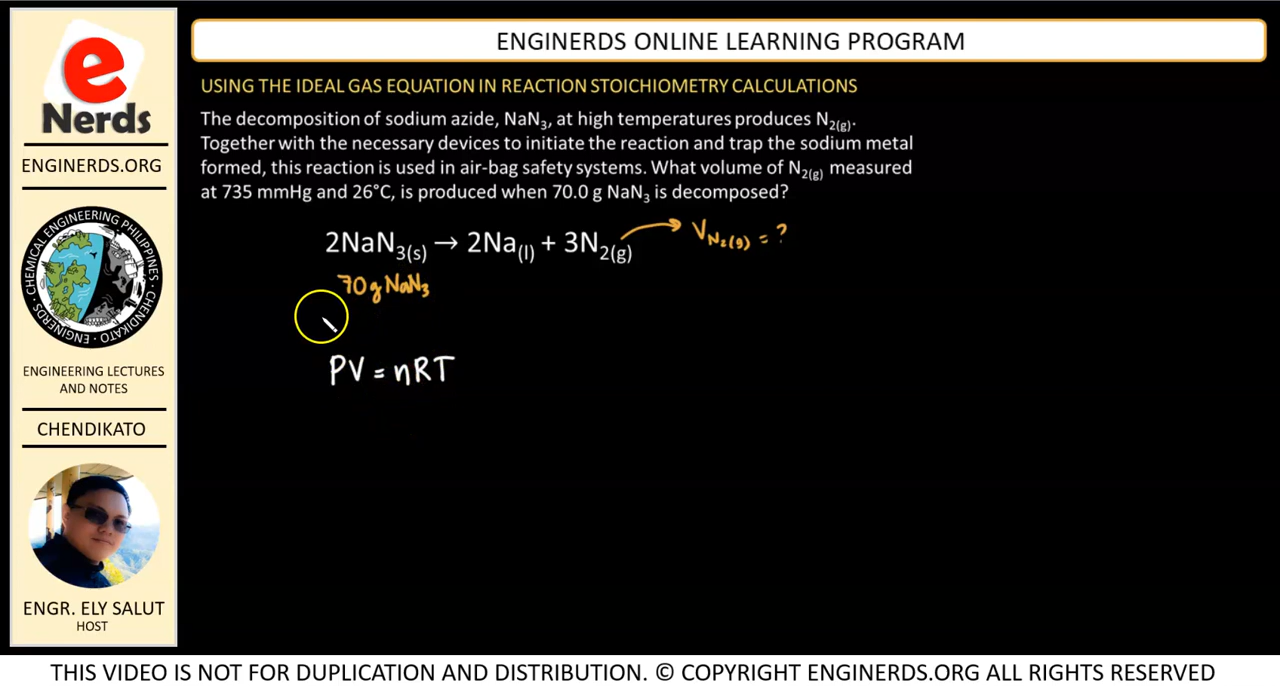 e
Nerds
ENGINERDS.ORG
CHEMICAL ENGINEERING PHILIPPINES • CHENDIKATO • ENGINERDS •
ENGINEERING LECTURES
AND NOTES
CHENDIKATO
ENGR. ELY SALUT
HOST
ENGINERDS ONLINE LEARNING PROGRAM
USING THE IDEAL GAS EQUATION IN REACTION STOICHIOMETRY CALCULATIONS
The decomposition of sodium azide, NaN₃, at high temperatures produces N₂₍g₎.
Together with the necessary devices to initiate the reaction and trap the sodium metal
formed, this reaction is used in air-bag safety systems. What volume of N₂₍g₎ measured
at 735 mmHg and 26°C, is produced when 70.0 g NaN₃ is decomposed?
2NaN₃₍s₎ → 2Na₍l₎ + 3N₂₍g₎ → V N₂(g) = ?
70g NaN₃
PV = nRT
THIS VIDEO IS NOT FOR DUPLICATION AND DISTRIBUTION. © COPYRIGHT ENGINERDS.ORG ALL RIGHTS RESERVED